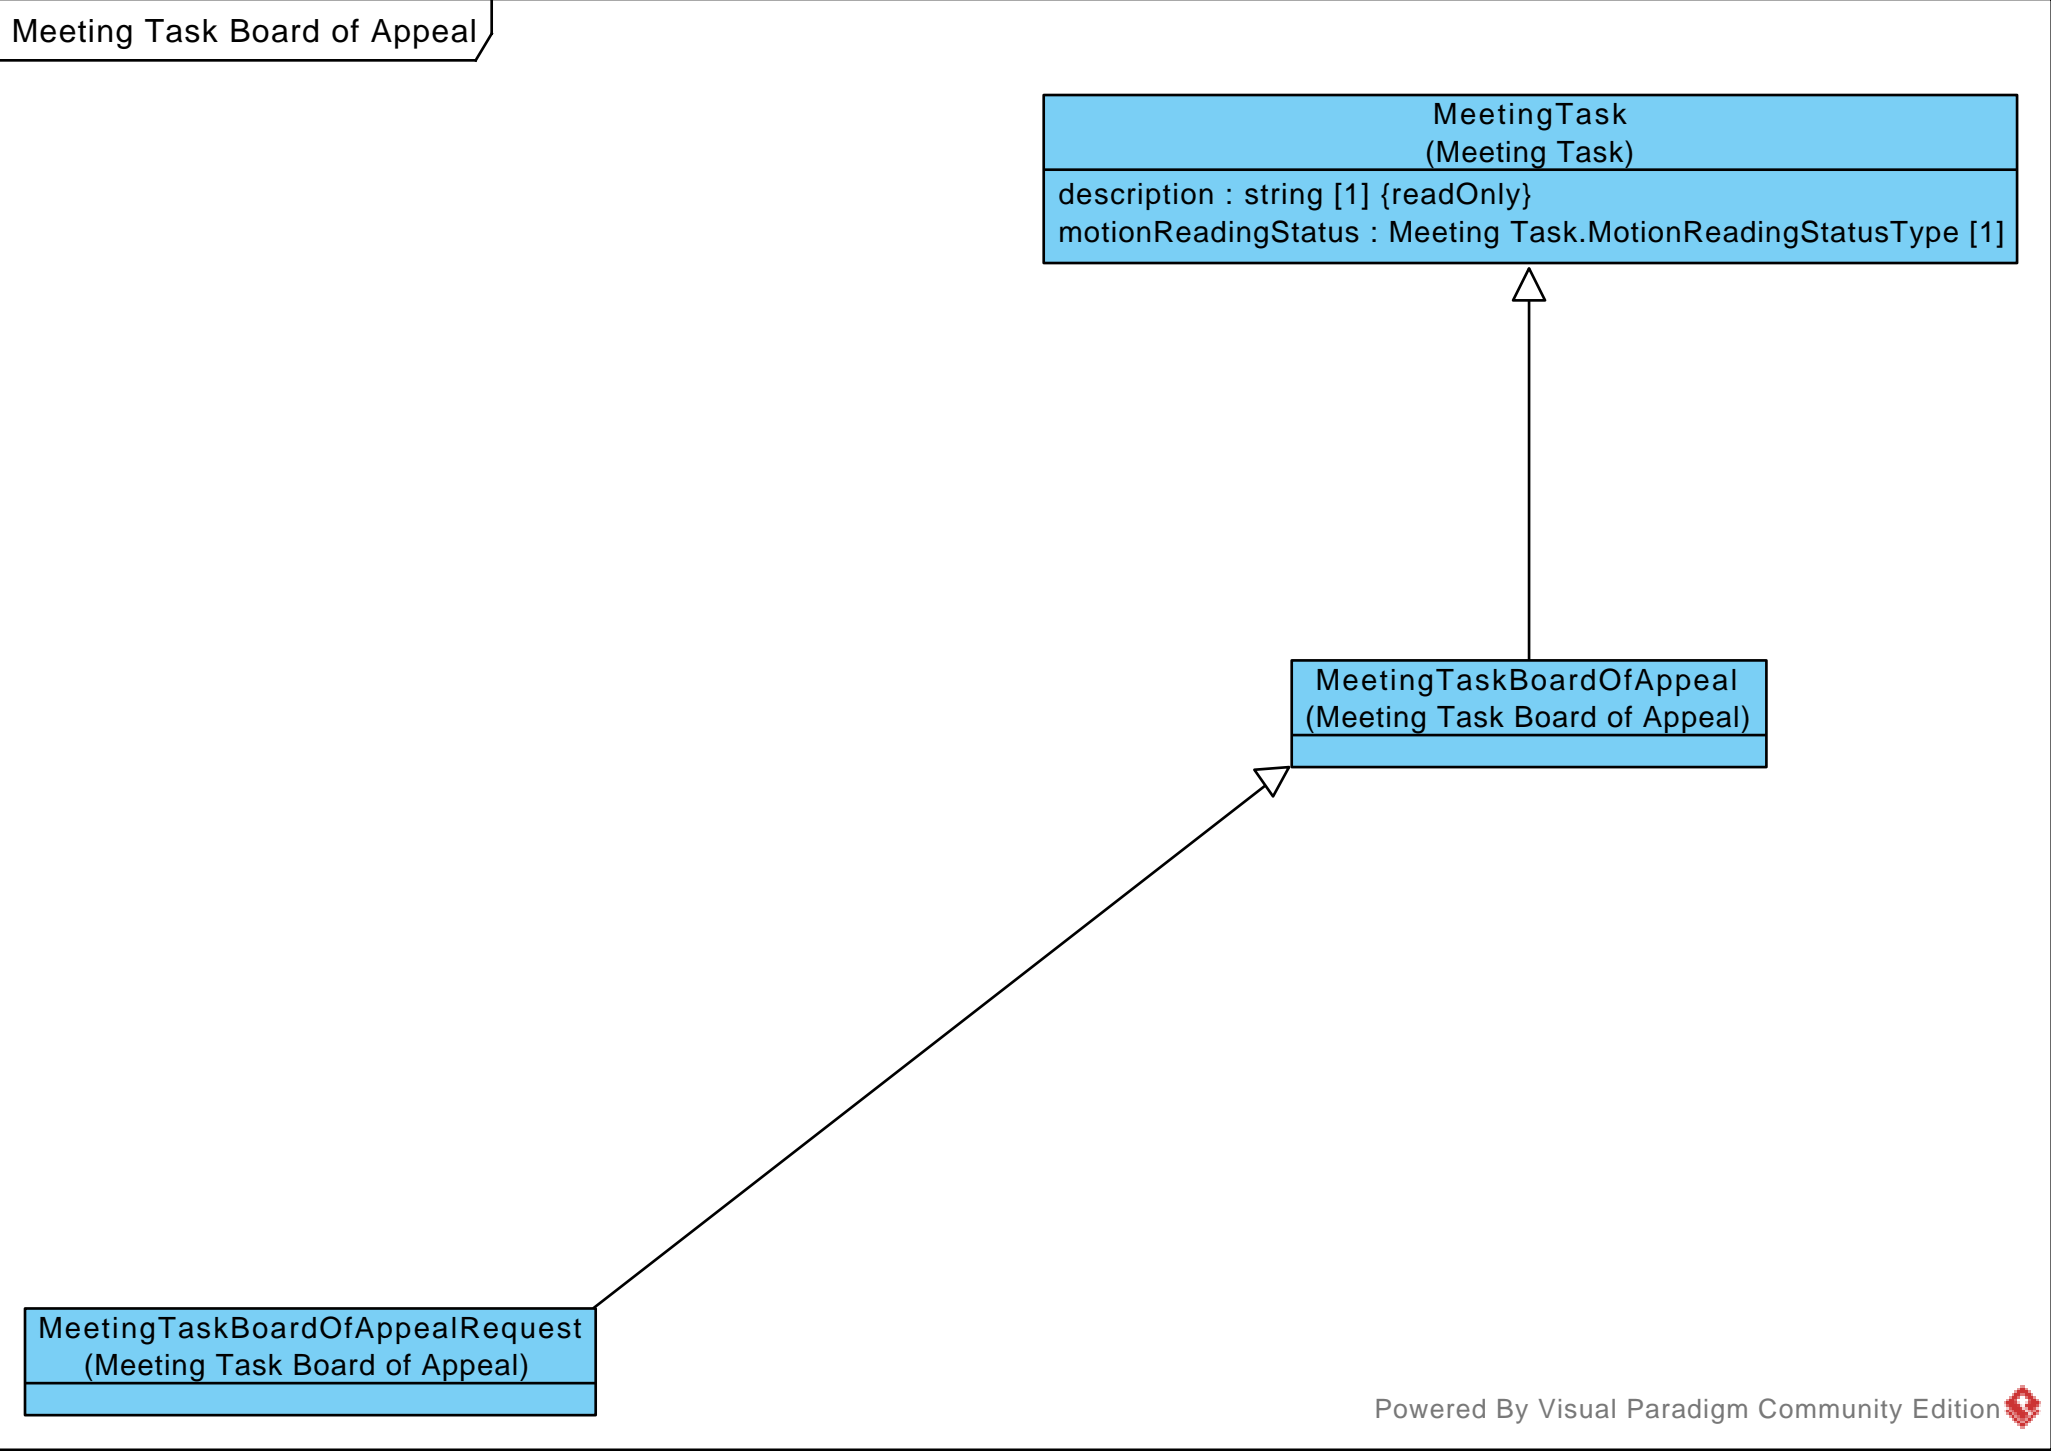 Meeting Task Board of Appeal
MeetingTask
(Meeting Task)
description : string [1] {readOnly}
motionReadingStatus : Meeting Task.MotionReadingStatusType [1]
MeetingTaskBoardOfAppeal
(Meeting Task Board of Appeal)
MeetingTaskBoardOfAppealRequest
(Meeting Task Board of Appeal)
Powered By Visual Paradigm Community Edition